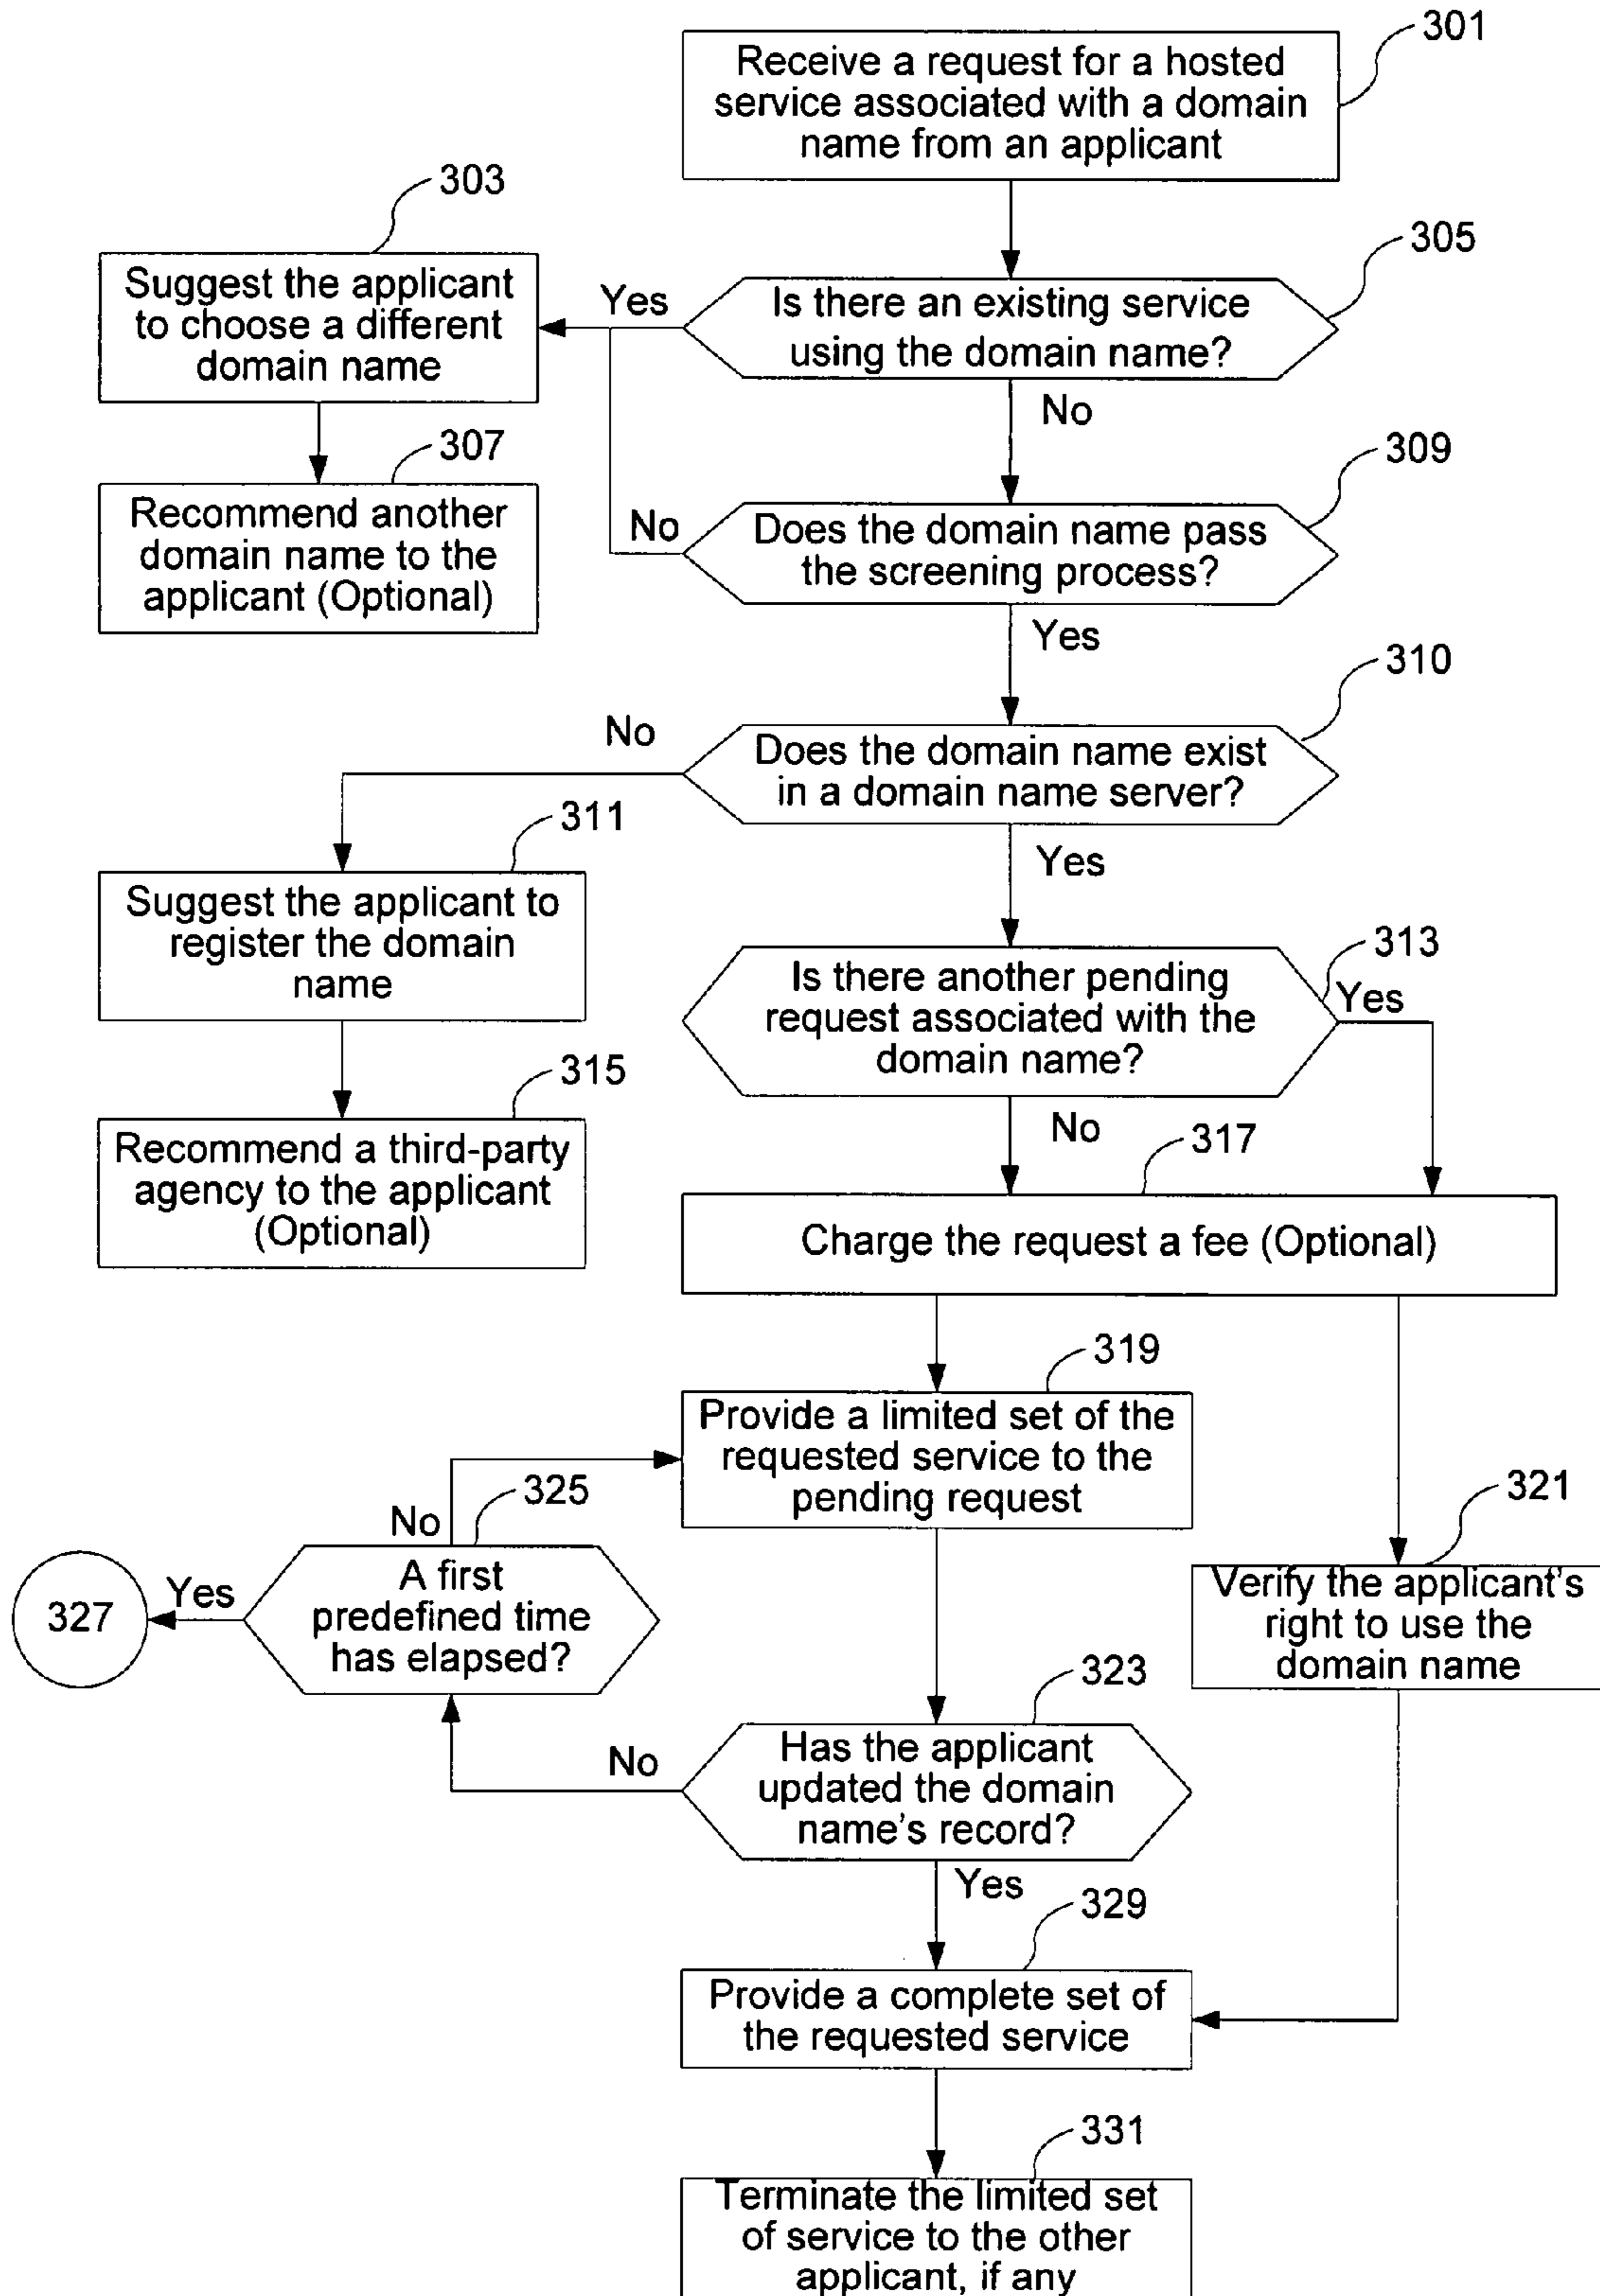 301
Receive a request for a hosted
service associated with a domain
name from an applicant
303
305
Suggest the applicant
to choose a different
domain name
Yes
Is there an existing service
using the domain name?
No
307
309
Recommend another
domain name to the
applicant (Optional)
No
Does the domain name pass
the screening process?
Yes
310
No
Does the domain name exist
in a domain name server?
311
Yes
Suggest the applicant to
register the domain
name
313
Is there another pending
request associated with the
domain name?
Yes
315
No
317
Recommend a third-party
agency to the applicant
(Optional)
Charge the request a fee (Optional)
319
Provide a limited set of the
requested service to the
pending request
325
No
321
327
Yes
A first
predefined time
has elapsed?
Verify the applicant's
right to use the
domain name
323
No
Has the applicant
updated the domain
name's record?
Yes
329
Provide a complete set of
the requested service
331
Terminate the limited set
of service to the other
applicant, if any